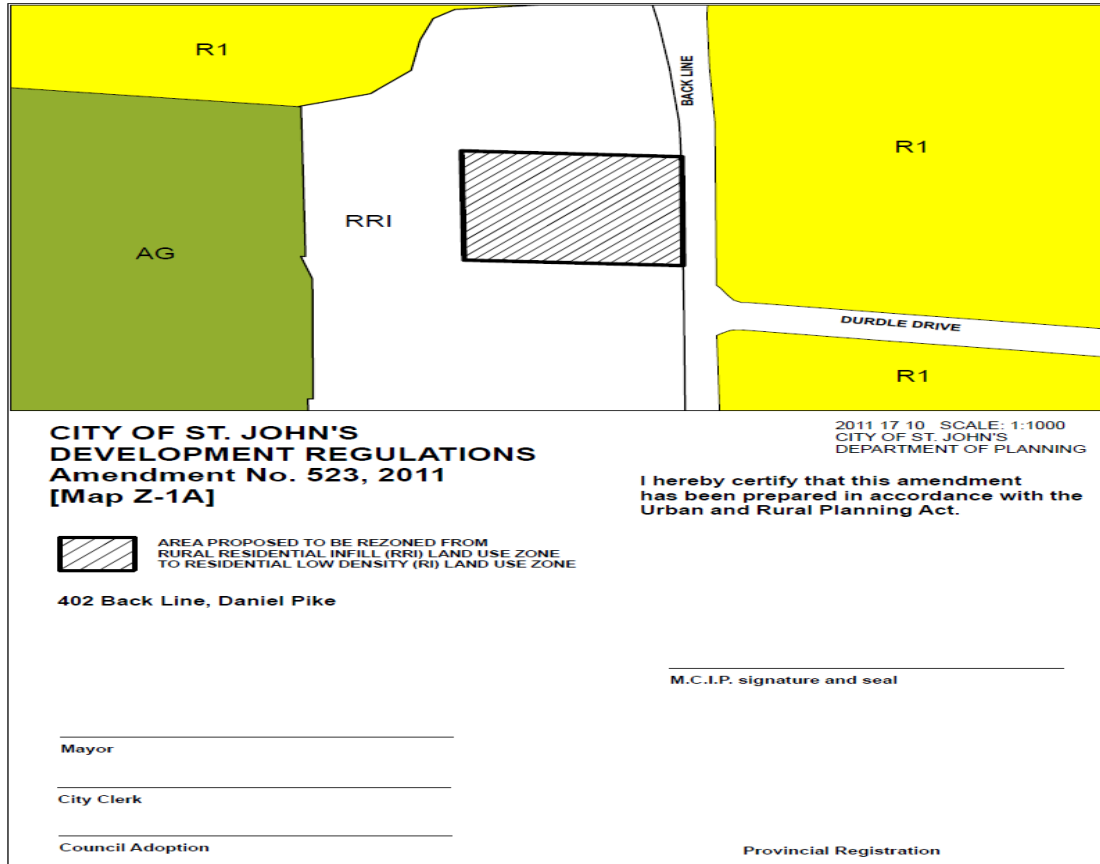 R1
BACK LINE
R1
RRI
AG
DURDLE DRIVE
R1
CITY OF ST. JOHN'S
DEVELOPMENT REGULATIONS
Amendment No. 523, 2011
[Map Z-1A]
2011 17 10 SCALE: 1:1000
CITY OF ST. JOHN'S
DEPARTMENT OF PLANNING
I hereby certify that this amendment
has been prepared in accordance with the
Urban and Rural Planning Act.
AREA PROPOSED TO BE REZONED FROM
RURAL RESIDENTIAL INFILL (RRI) LAND USE ZONE
TO RESIDENTIAL LOW DENSITY (RI) LAND USE ZONE
402 Back Line, Daniel Pike
M.C.I.P. signature and seal
Mayor
City Clerk
Council Adoption
Provincial Registration